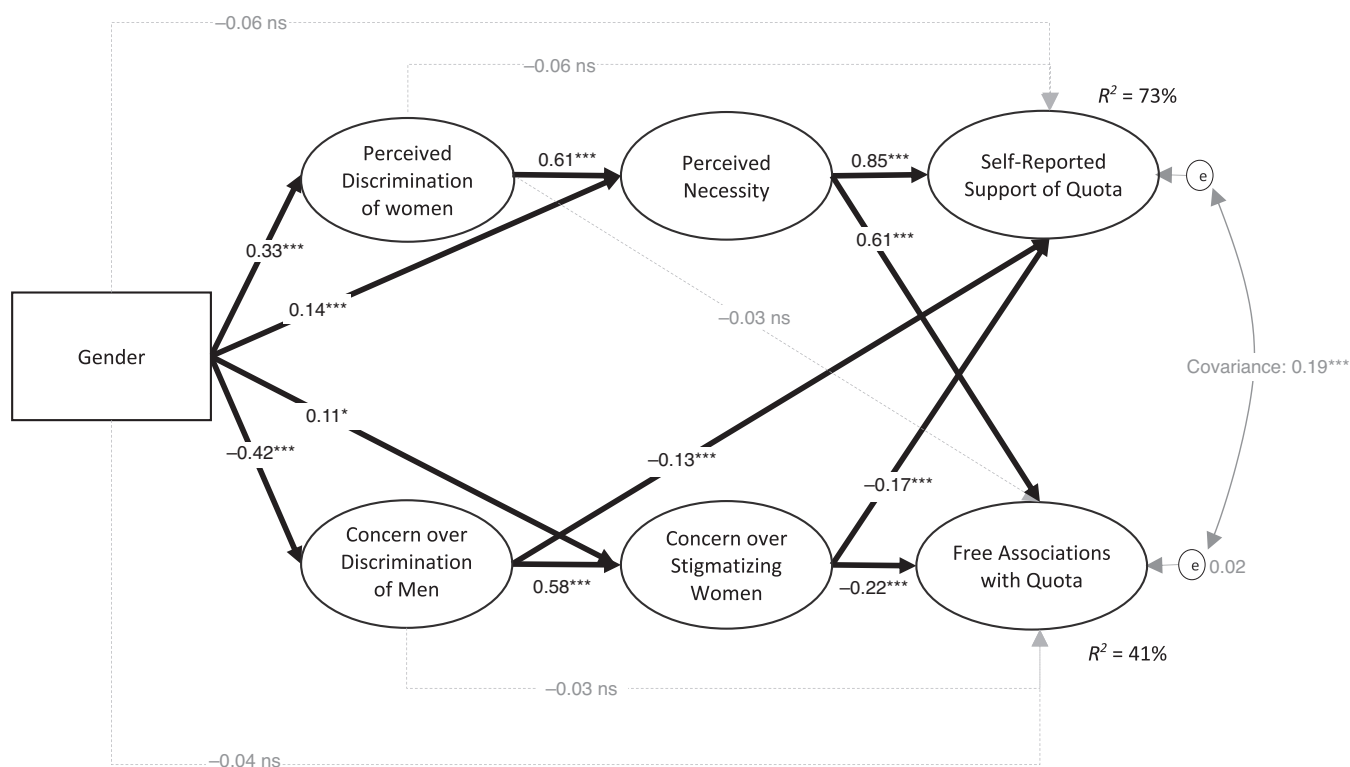 –0.06 ns
–0.06 ns
R² = 73%
Perceived
Discrimination
of women
0.61***
Perceived
Necessity
0.85***
Self-Reported
Support of Quota
e
0.33***
0.61***
0.14***
–0.03 ns
Gender
Covariance: 0.19***
0.11*
–0.42***
–0.13***
–0.17***
Concern over
Discrimination
of Men
0.58***
Concern over
Stigmatizing
Women
–0.22***
Free Associations
with Quota
e
0.02
R² = 41%
–0.03 ns
–0.04 ns